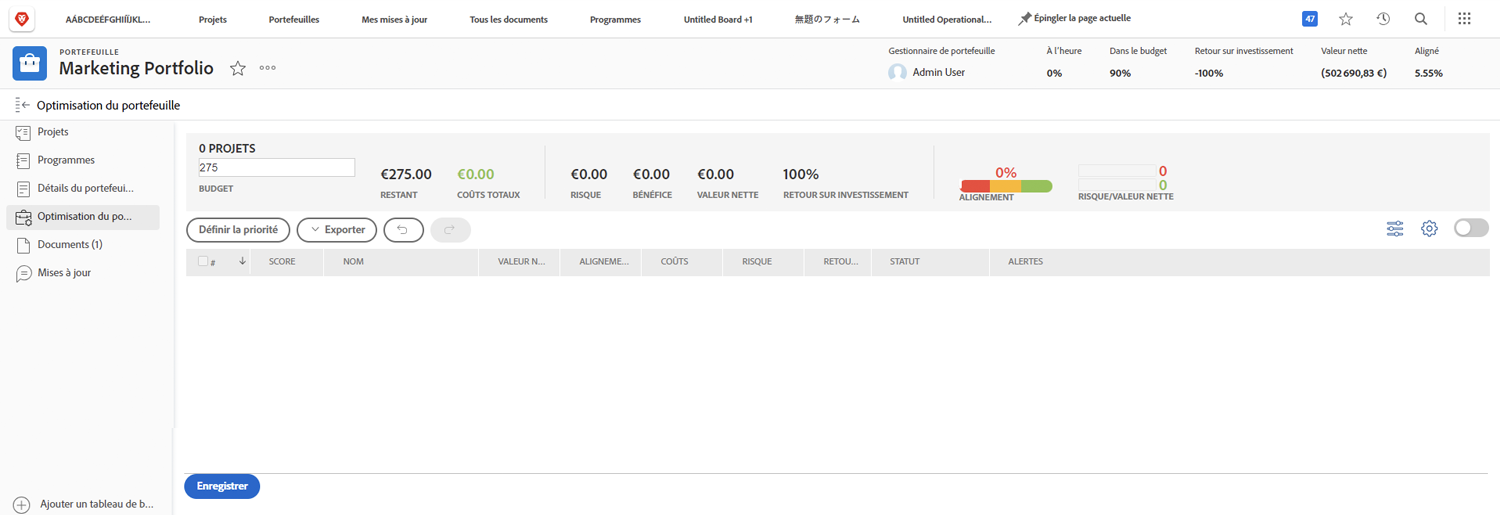 AÁBCDEÉFGHIÍJKL...
Projets
Portefeuilles
Mes mises à jour
Tous les documents
Programmes
Untitled Board +1
無題のフォーム
Untitled Operational...
Épingler la page actuelle
47
PORTEFEUILLE
Marketing Portfolio
Gestionnaire de portefeuille
Admin User
À l'heure
0%
Dans le budget
90%
Retour sur investissement
-100%
Valeur nette
(502 690,83 €)
Aligné
5.55%
Optimisation du portefeuille
Projets
Programmes
Détails du portefeui...
Optimisation du po...
Documents (1)
Mises à jour
Ajouter un tableau de b...
0 PROJETS
275
BUDGET
€275.00
RESTANT
€0.00
COÛTS TOTAUX
€0.00
RISQUE
€0.00
BÉNÉFICE
€0.00
VALEUR NETTE
100%
RETOUR SUR INVESTISSEMENT
0%
ALIGNEMENT
0
0
RISQUE/VALEUR NETTE
Définir la priorité
Exporter
#
SCORE
NOM
VALEUR N...
ALIGNEME...
COÛTS
RISQUE
RETOU...
STATUT
ALERTES
Enregistrer